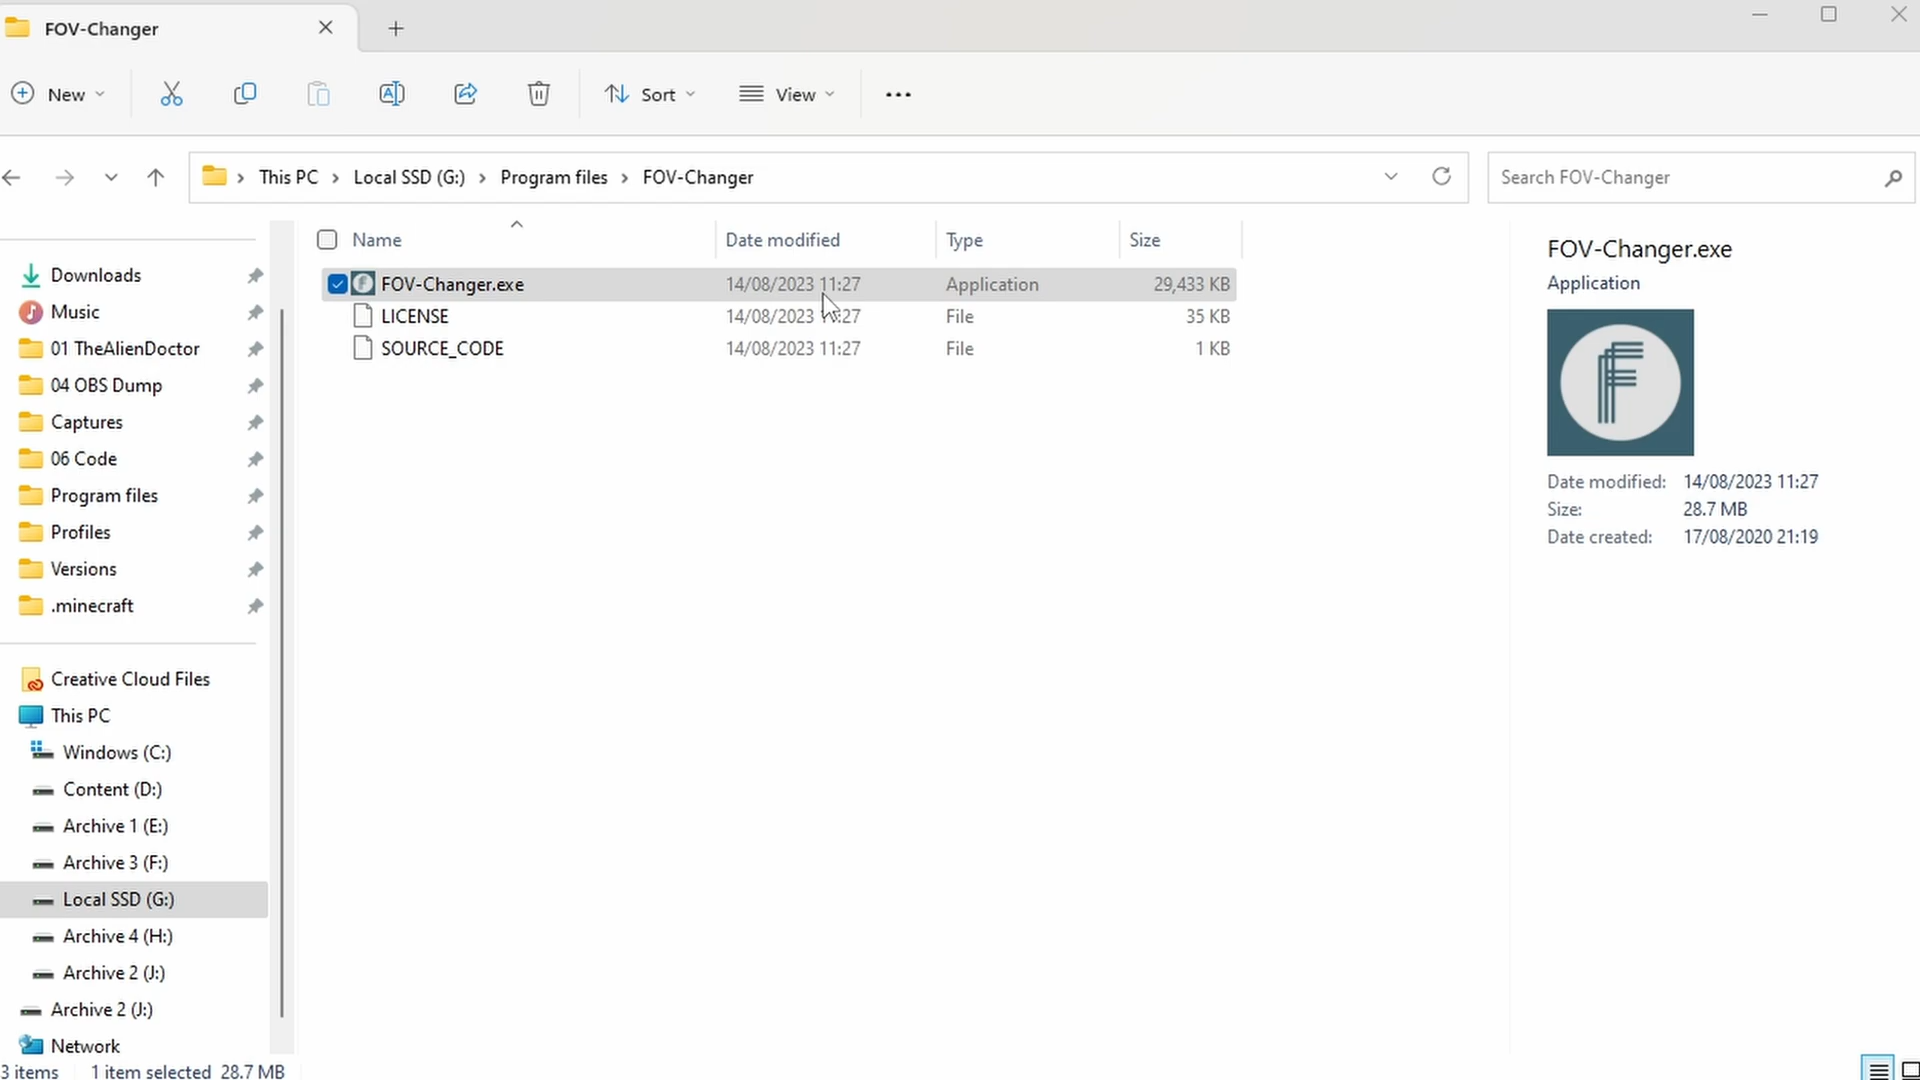 FOV-Changer
New
Sort
View
This PC
Local SSD (G:)
Program files
FOV-Changer
Search FOV-Changer
Name
Date modified
Type
Size
FOV-Changer.exe
14/08/2023 11:27
Application
29,433 KB
LICENSE
14/08/2023 11:27
File
35 KB
SOURCE_CODE
14/08/2023 11:27
File
1 KB
Downloads
Music
01 TheAlienDoctor
04 OBS Dump
Captures
06 Code
Program files
Profiles
Versions
.minecraft
Creative Cloud Files
This PC
Windows (C:)
Content (D:)
Archive 1 (E:)
Archive 3 (F:)
Local SSD (G:)
Archive 4 (H:)
Archive 2 (J:)
Archive 2 (J:)
Network
FOV-Changer.exe
Application
F
Date modified: 14/08/2023 11:27
Size: 28.7 MB
Date created: 17/08/2020 21:19
3 items
1 item selected 28.7 MB